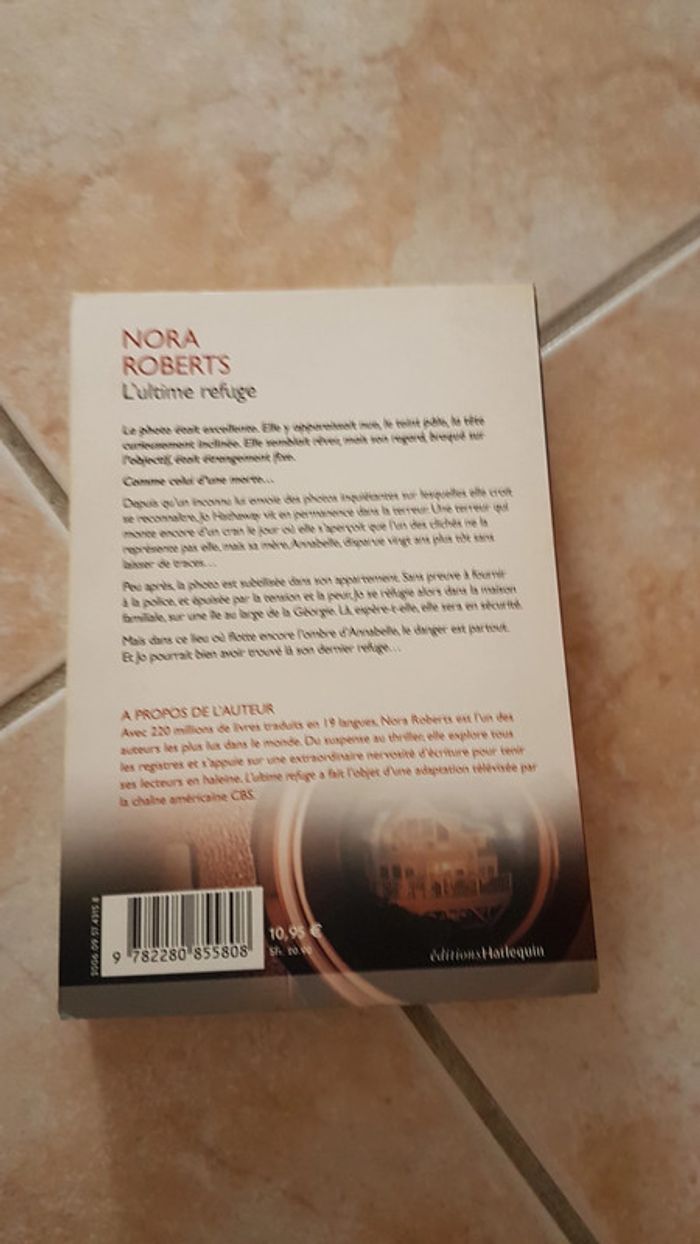 NORA
ROBERTS
L'ultime refuge
La photo était excellente. Elle y apparaissait nue, le teint pâle, la tête
curieusement inclinée. Elle semblait rêver, mais son regard, braqué sur
l'objectif, était étrangement fixe.
Comme celui d'une morte...
Depuis qu'un inconnu lui envoie des photos inquiétantes sur lesquelles elle croit
se reconnaître, Jo Hathaway vit en permanence dans la terreur. Une terreur qui
monte encore d'un cran le jour où elle s'aperçoit que l'un des clichés ne la
représente pas elle, mais sa mère, Annabelle, disparue vingt ans plus tôt sans
laisser de traces...
Peu après, la photo est subtilisée dans son appartement. Sans preuve à fournir
à la police, et épuisée par la tension et la peur, Jo se réfugie alors dans la maison
familiale, sur une île au large de la Géorgie. Là, espère-t-elle, elle sera en sécurité.
Mais dans ce lieu où flotte encore l'ombre d'Annabelle, le danger est partout.
Et Jo pourrait bien avoir trouvé là son dernier refuge...
A PROPOS DE L'AUTEUR
Avec 220 millions de livres traduits en 19 langues, Nora Roberts est l'un des
auteurs les plus lus dans le monde. Du suspense au thriller, elle explore tous
les registres et s'appuie sur une extraordinaire nervosité d'écriture pour tenir
ses lecteurs en haleine. L'ultime refuge a fait l'objet d'une adaptation télévisée par
la chaîne américaine CBS.
9 782280 855808
10,95 €
éditions Harlequin